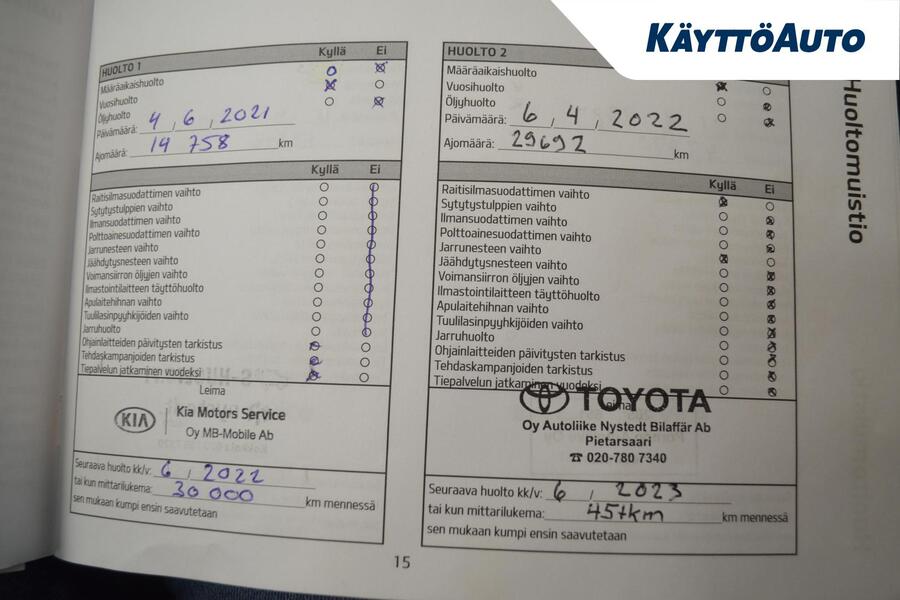 KÄYTTÖAUTO
Huoltomuistio
HUOLTO 1 Kyllä Ei
Määräaikaishuolto
Vuosihuolto
Öljyhuolto
Päivämäärä: 4, 6, 2021
Ajomäärä: 14 758 km
Kyllä Ei
Raitisilmasuodattimen vaihto
Sytytystulppien vaihto
Ilmansuodattimen vaihto
Polttoainesuodattimen vaihto
Jarrunesteen vaihto
Jäähdytysnesteen vaihto
Voimansiirron öljyjen vaihto
Ilmastointilaitteen täyttöhuolto
Apulaitehihnan vaihto
Tuulilasinpyyhkijöiden vaihto
Jarruhuolto
Ohjainlaitteiden päivitysten tarkistus
Tehdaskampanjoiden tarkistus
Tiepalvelun jatkaminen vuodeksi
Leima
KIA Kia Motors Service
Oy MB-Mobile Ab
Seuraava huolto kk/v: 6, 2022
tai kun mittarilukema: 30 000 km mennessä
sen mukaan kumpi ensin saavutetaan
HUOLTO 2
Määräaikaishuolto
Vuosihuolto
Öljyhuolto
Päivämäärä: 6, 4, 2022
Ajomäärä: 29692 km
Kyllä Ei
Raitisilmasuodattimen vaihto
Sytytystulppien vaihto
Ilmansuodattimen vaihto
Polttoainesuodattimen vaihto
Jarrunesteen vaihto
Jäähdytysnesteen vaihto
Voimansiirron öljyjen vaihto
Ilmastointilaitteen täyttöhuolto
Apulaitehihnan vaihto
Tuulilasinpyyhkijöiden vaihto
Jarruhuolto
Ohjainlaitteiden päivitysten tarkistus
Tehdaskampanjoiden tarkistus
Tiepalvelun jatkaminen vuodeksi
Leima
TOYOTA
Oy Autoliike Nystedt Bilaffär Ab
Pietarsaari
☎ 020-780 7340
Seuraava huolto kk/v: 6, 2023
tai kun mittarilukema: 45tkm km mennessä
sen mukaan kumpi ensin saavutetaan
15